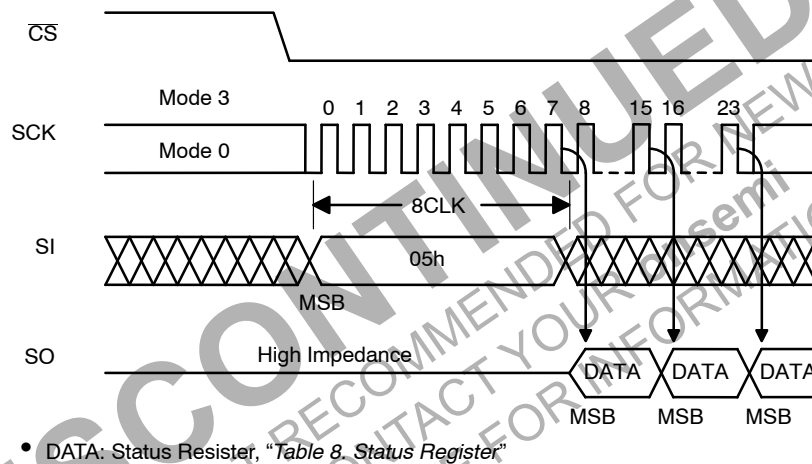 CS
Mode 3
0 1 2 3 4 5 6 7 8 15 16 23
SCK
Mode 0
8CLK
SI
05h
MSB
High Impedance
SO
DATA DATA DATA
MSB MSB MSB
• DATA: Status Resister, “Table 8. Status Register”
DISCONTINUED
RECOMMENDED FOR NEW
CONTACT YOUR onsemi
FOR INFORMATI